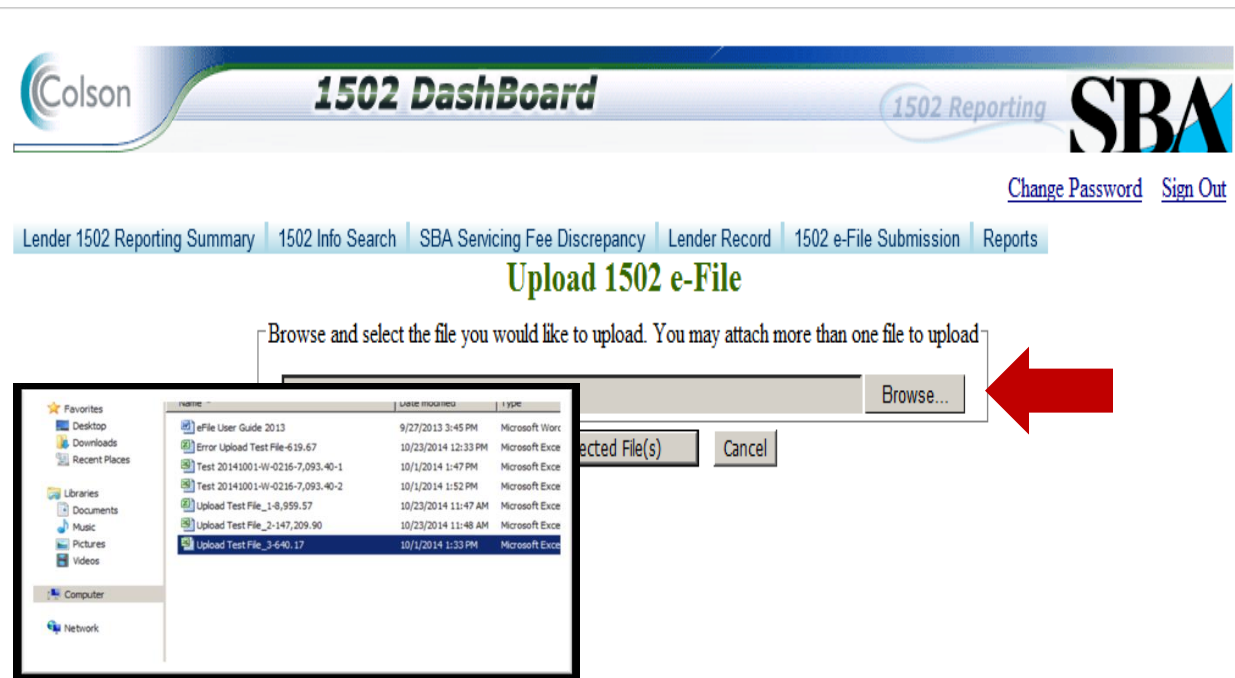 Colson
1502 DashBoard
1502 Reporting
SBA
Change Password Sign Out
Lender 1502 Reporting Summary 1502 Info Search SBA Servicing Fee Discrepancy Lender Record 1502 e-File Submission Reports
Upload 1502 e-File
Browse and select the file you would like to upload. You may attach more than one file to upload
Browse...
ected File(s) Cancel
Name Date modified Type
Favorites
Desktop
Downloads
Recent Places
Libraries
Documents
Music
Pictures
Videos
Computer
Network
eFile User Guide 2013 9/27/2013 3:45 PM Microsoft Word
Error Upload Test File-619.67 10/23/2014 12:33 PM Microsoft Exce
Test 20141001-W-0216-7,093.40-1 10/1/2014 1:47 PM Microsoft Exce
Test 20141001-W-0216-7,093.40-2 10/1/2014 1:52 PM Microsoft Exce
Upload Test File_1-8,959.57 10/23/2014 11:47 AM Microsoft Exce
Upload Test File_2-147,209.90 10/23/2014 11:48 AM Microsoft Exce
Upload Test File_3-640.17 10/1/2014 1:33 PM Microsoft Exce